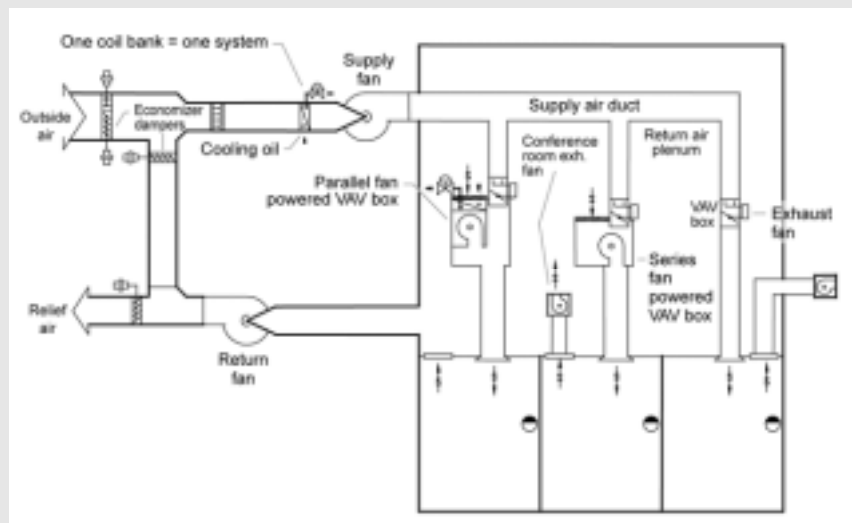 One coil bank = one system
Supply
fan
Outside
air
Economizer
dampers
Cooling oil
Supply air duct
Conference
room exh.
fan
Return air
plenum
Parallel fan
powered VAV box
VAV
box
Exhaust
fan
Series
fan
powered
VAV box
Relief
air
Return
fan